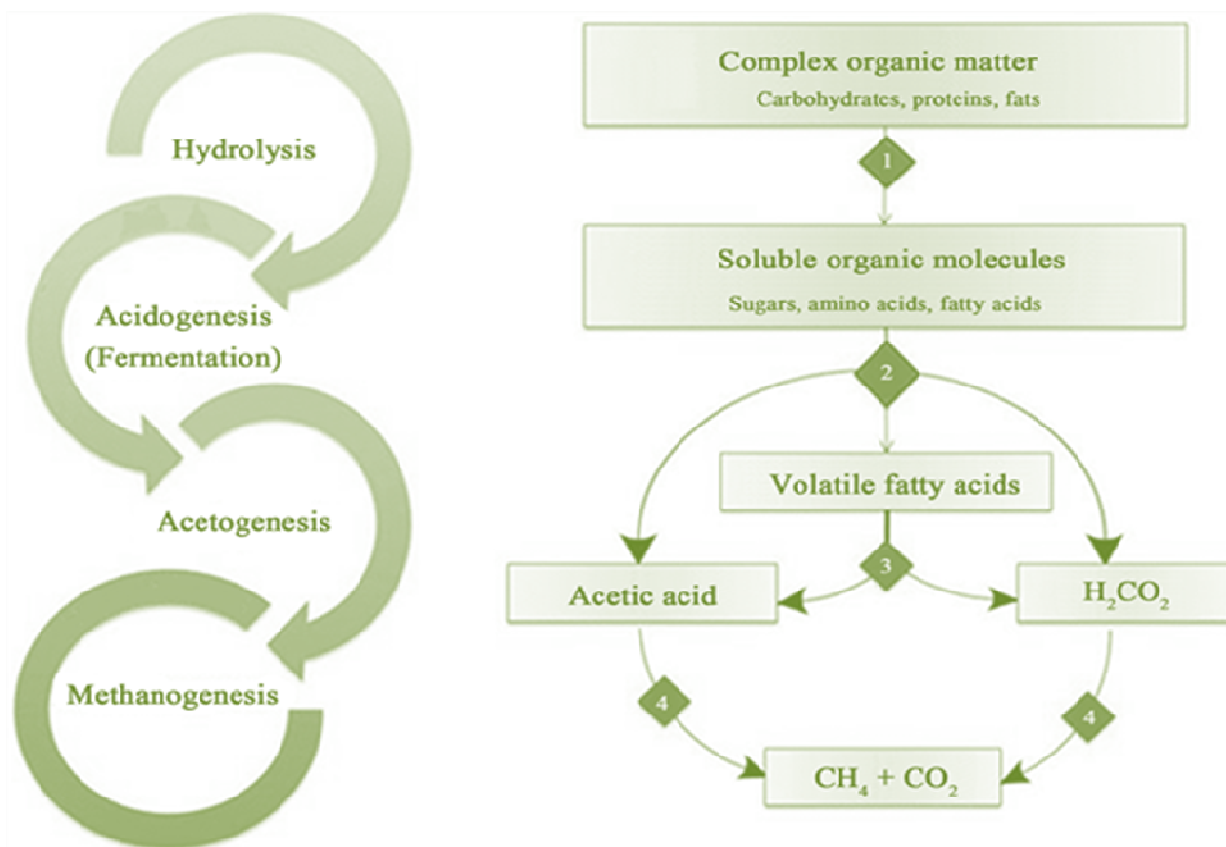 Hydrolysis
Acidogenesis
(Fermentation)
Acetogenesis
Methanogenesis
Complex organic matter
Carbohydrates, proteins, fats
1
Soluble organic molecules
Sugars, amino acids, fatty acids
2
Volatile fatty acids
3
Acetic acid
H₂CO₂
4
4
CH₄ + CO₂